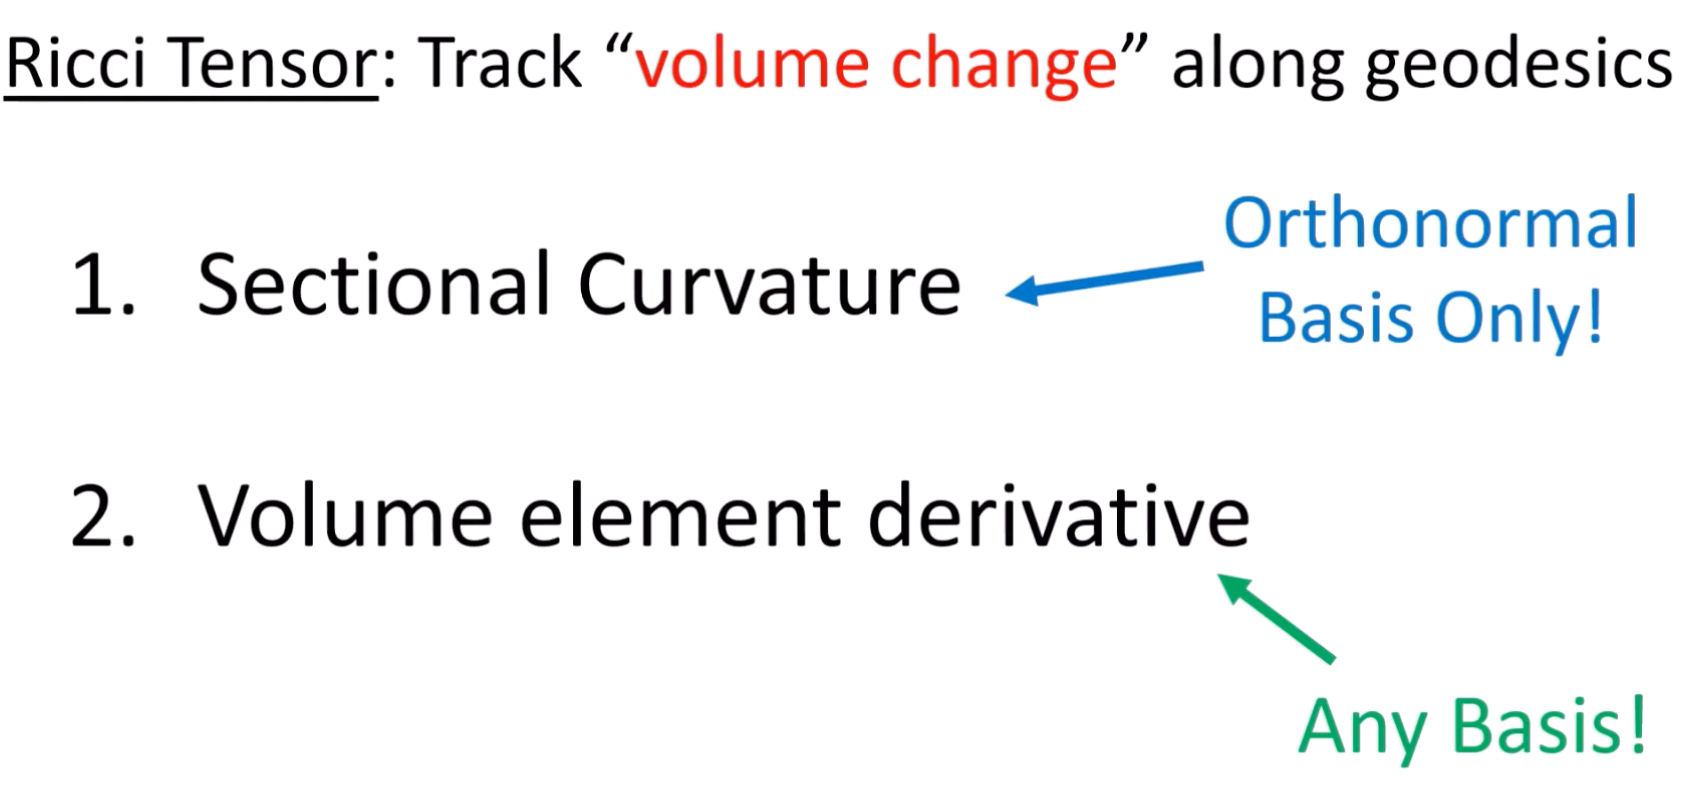 Ricci Tensor: Track “volume change” along geodesics
1. Sectional Curvature
Orthonormal
Basis Only!
2. Volume element derivative
Any Basis!